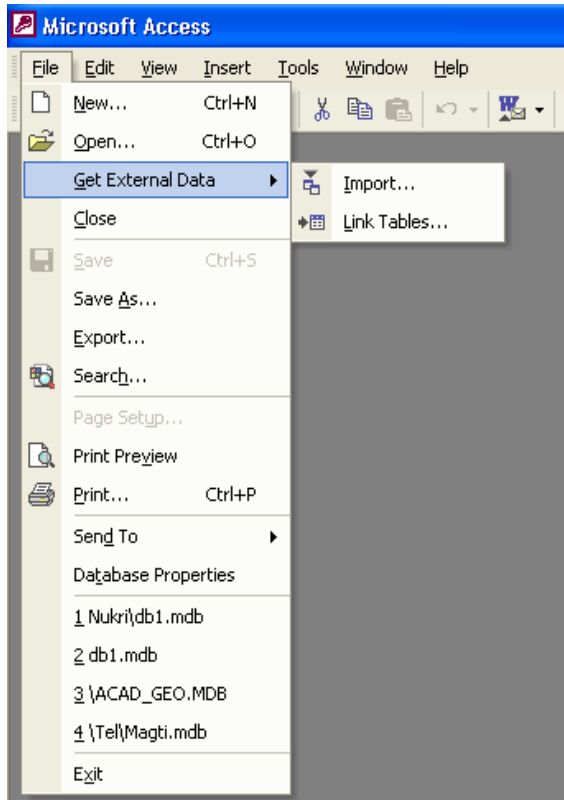 Microsoft Access
File Edit View Insert Tools Window Help
New... Ctrl+N
Open... Ctrl+O
Get External Data
Import...
Link Tables...
Close
Save Ctrl+S
Save As...
Export...
Search...
Page Setup...
Print Preview
Print... Ctrl+P
Send To
Database Properties
1 Nukri\db1.mdb
2 db1.mdb
3 \ACAD_GEO.MDB
4 \Tel\Magti.mdb
Exit